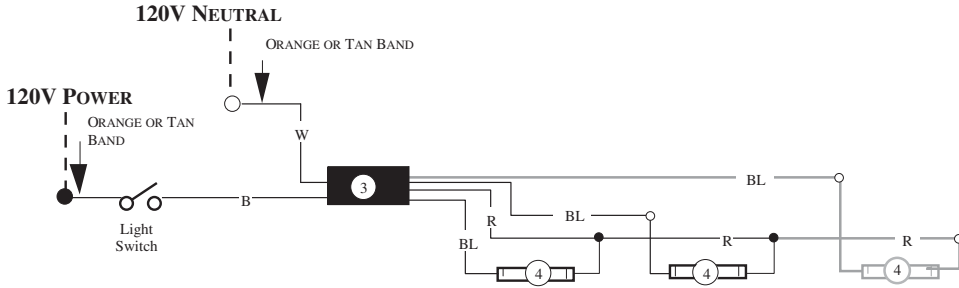 120V NEUTRAL
ORANGE OR TAN BAND
120V POWER
ORANGE OR TAN
BAND
W
3
BL
B
R
BL
Light
Switch
BL
R
R
4
4
4